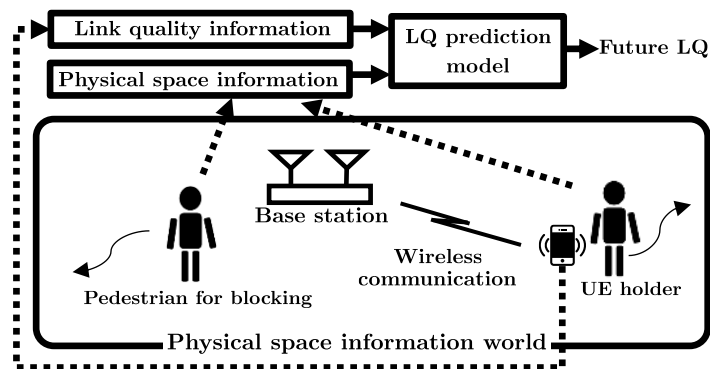 Link quality information
Physical space information
LQ prediction
model
Future LQ
Base station
Wireless
communication
Pedestrian for blocking
UE holder
Physical space information world